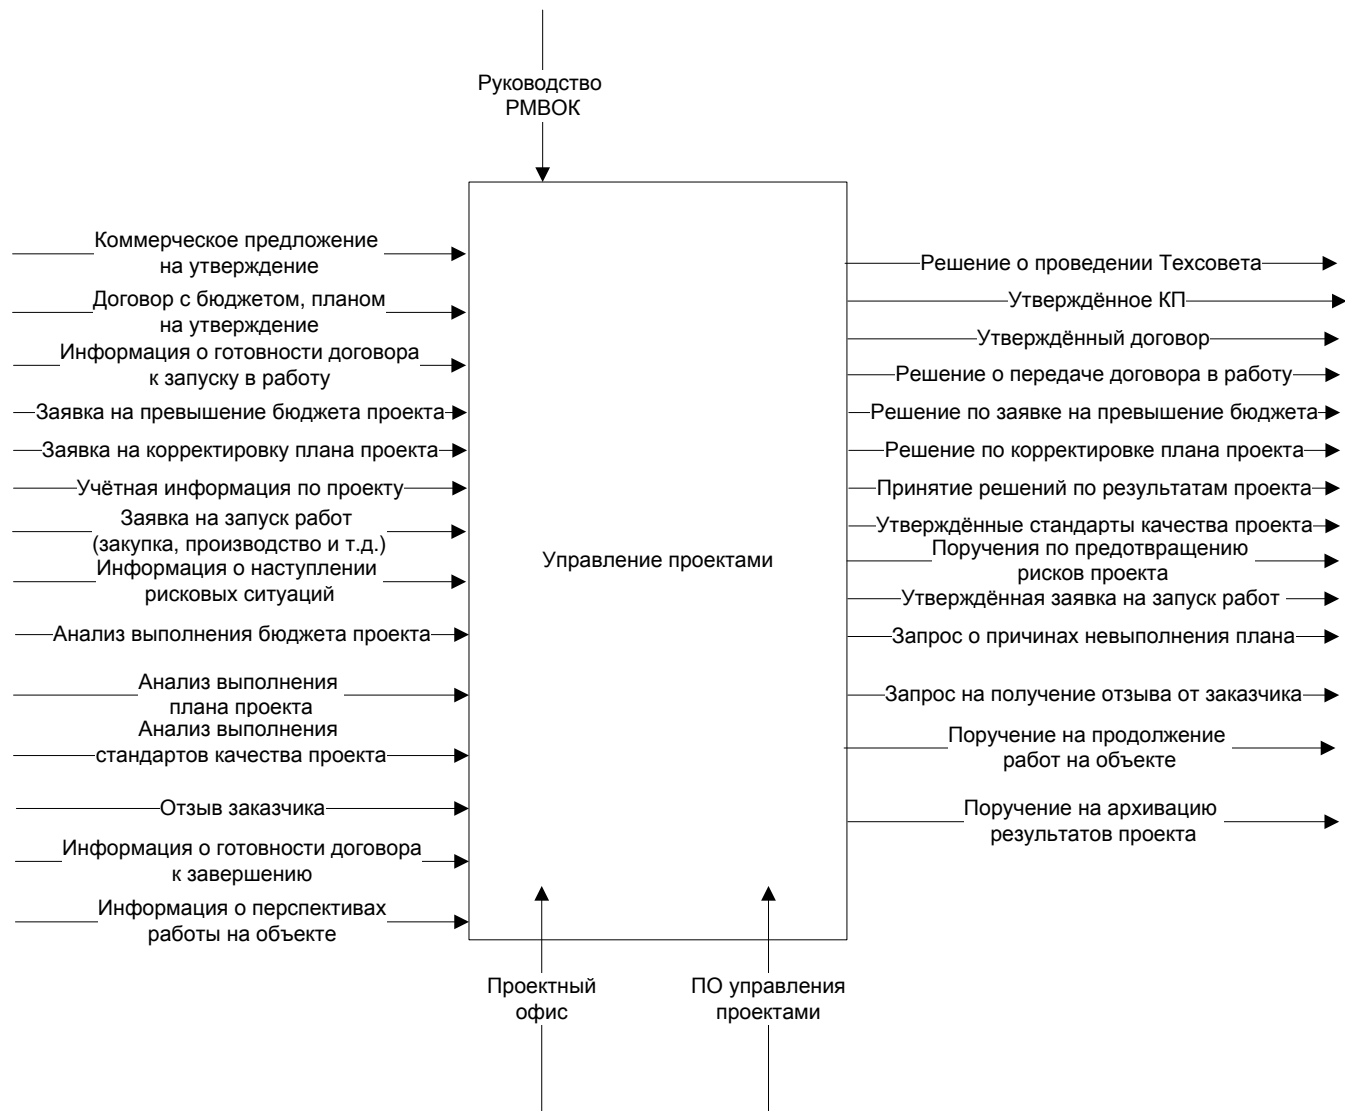 Руководство
PMBOK
Коммерческое предложение
на утверждение
Договор с бюджетом, планом
на утверждение
Информация о готовности договора
к запуску в работу
Заявка на превышение бюджета проекта
Заявка на корректировку плана проекта
Учётная информация по проекту
Заявка на запуск работ
(закупка, производство и т.д.)
Информация о наступлении
рисковых ситуаций
Анализ выполнения бюджета проекта
Анализ выполнения
плана проекта
Анализ выполнения
стандартов качества проекта
Отзыв заказчика
Информация о готовности договора
к завершению
Информация о перспективах
работы на объекте
Управление проектами
Решение о проведении Техсовета
Утверждённое КП
Утверждённый договор
Решение о передаче договора в работу
Решение по заявке на превышение бюджета
Решение по корректировке плана проекта
Принятие решений по результатам проекта
Утверждённые стандарты качества проекта
Поручения по предотвращению
рисков проекта
Утверждённая заявка на запуск работ
Запрос о причинах невыполнения плана
Запрос на получение отзыва от заказчика
Поручение на продолжение
работ на объекте
Поручение на архивацию
результатов проекта
Проектный
офис
ПО управления
проектами